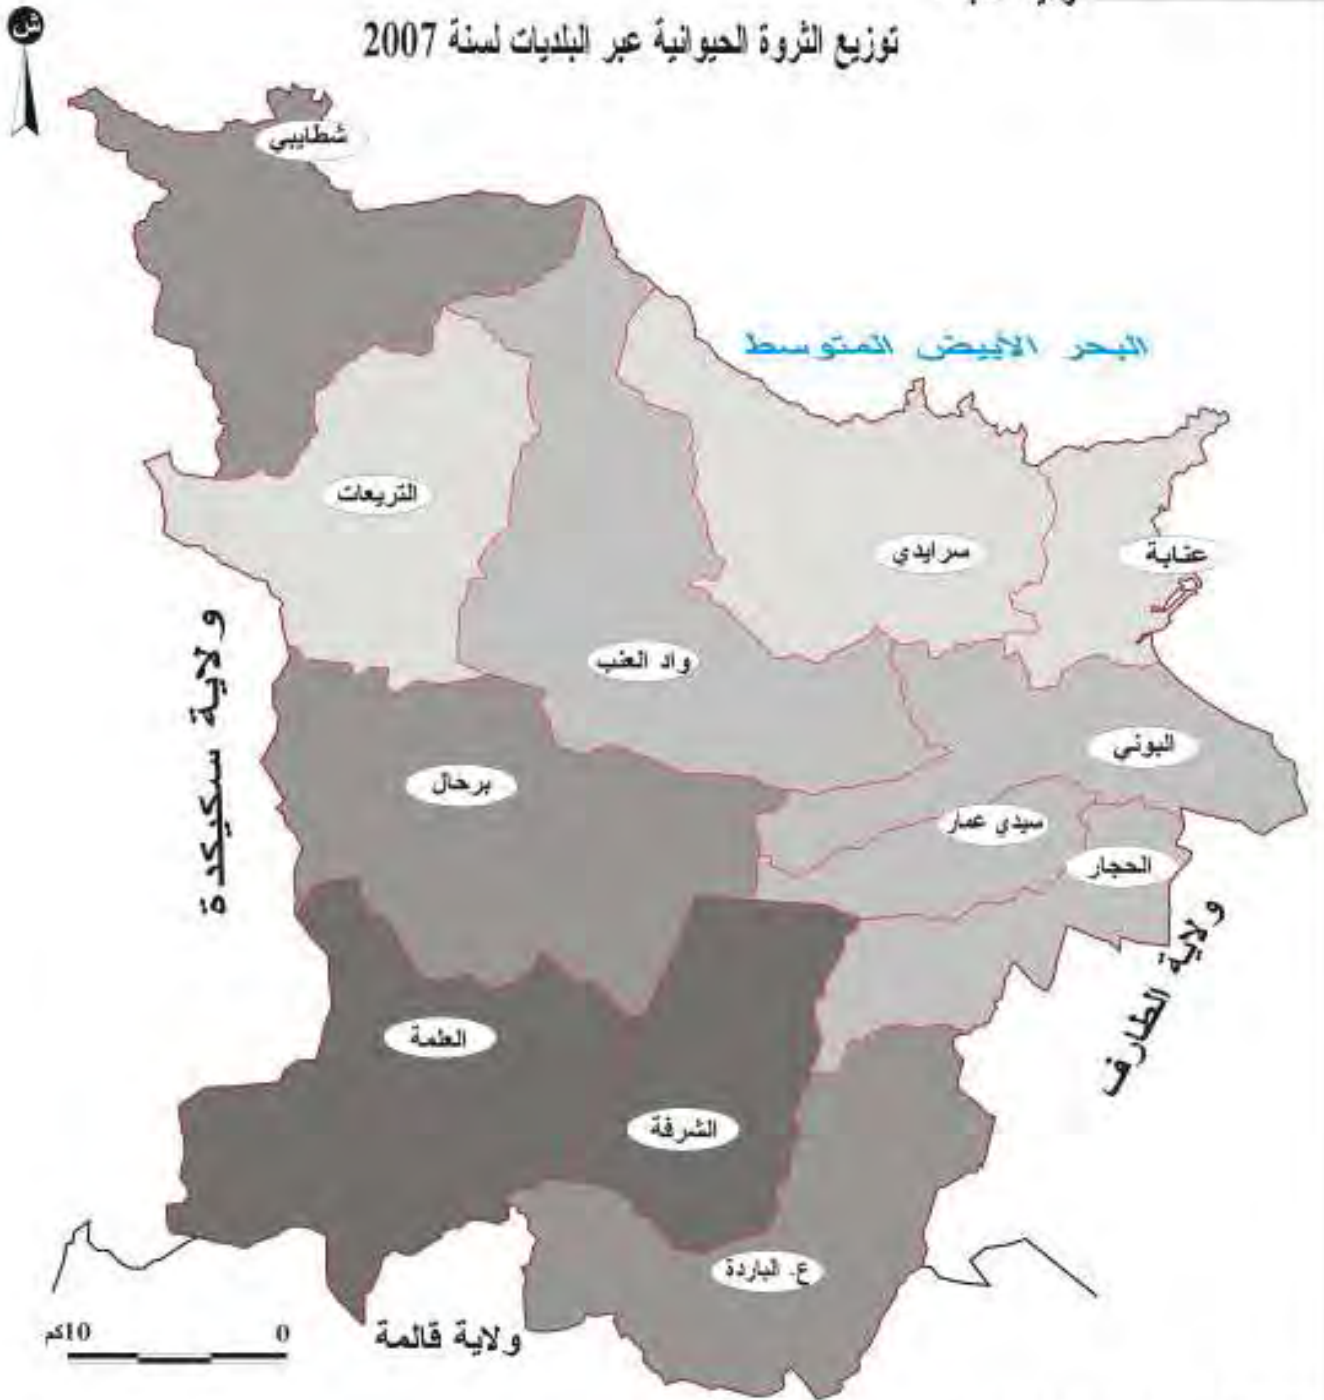 ش
توزيع الثروة الحيوانية عبر البلديات لسنة 2007
شطايبي
البحر الأبيض المتوسط
التريعات
سرايدي
عنابة
واد العنب
ولاية سكيكدة
برحال
البوني
سيدي عمار
الحجار
ولاية الطارف
العلمة
الشرفة
ع. الباردة
ولاية قالمة
0 10كم